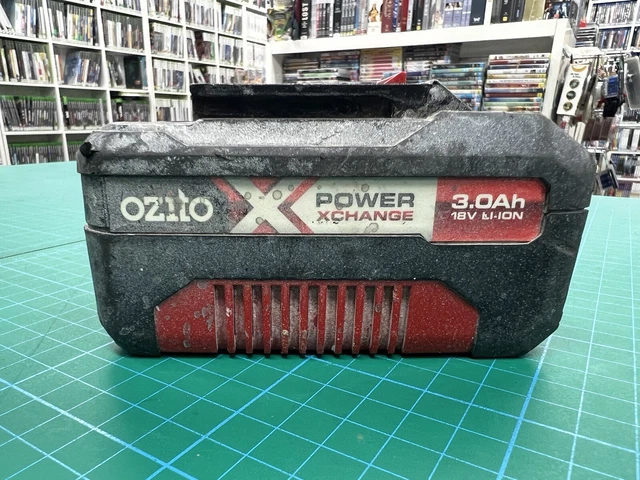 ozito
X POWER
XCHANGE
3.0Ah
18V Li-ION